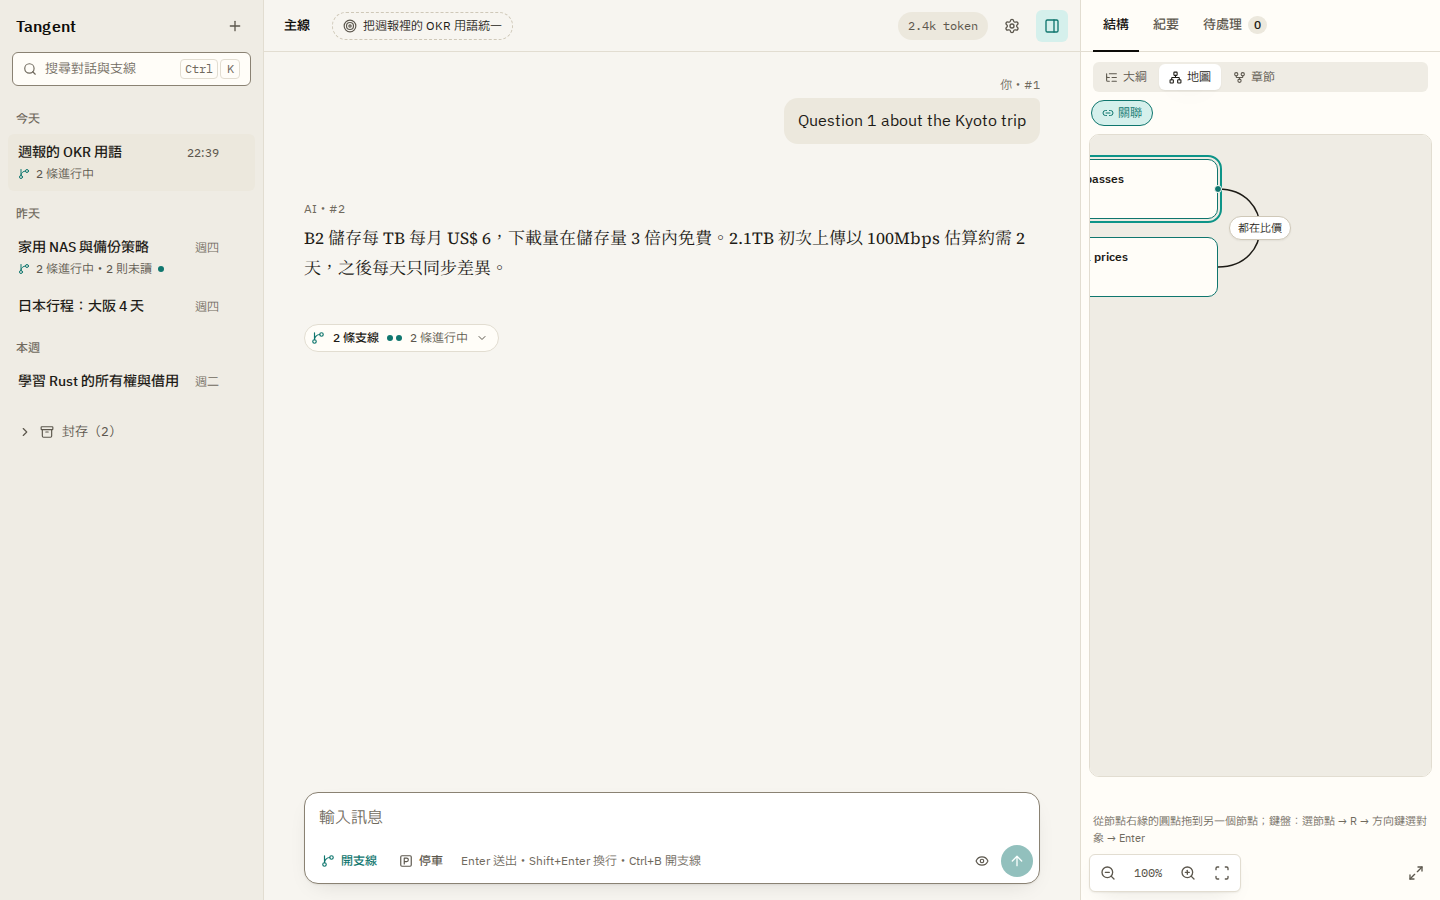 Tangent
搜尋對話與支線 Ctrl K
今天
週報的 OKR 用語 22:39
2 條進行中
昨天
家用 NAS 與備份策略 週四
2 條進行中・2 則未讀
日本行程：大阪 4 天 週四
本週
學習 Rust 的所有權與借用 週二
封存（2）
主線 把週報裡的 OKR 用語統一 2.4k token
你・#1
Question 1 about the Kyoto trip
AI・#2
B2 儲存每 TB 每月 US$ 6，下載量在儲存量 3 倍內免費。2.1TB 初次上傳以 100Mbps 估算約需 2
天，之後每天只同步差異。
2 條支線 2 條進行中
輸入訊息
開支線 停車 Enter 送出・Shift+Enter 換行・Ctrl+B 開支線
結構 紀要 待處理 0
大綱 地圖 章節
關聯
都在比價
prices
從節點右緣的圓點拖到另一個節點；鍵盤：選節點 → R → 方向鍵選對
象 → Enter
100%